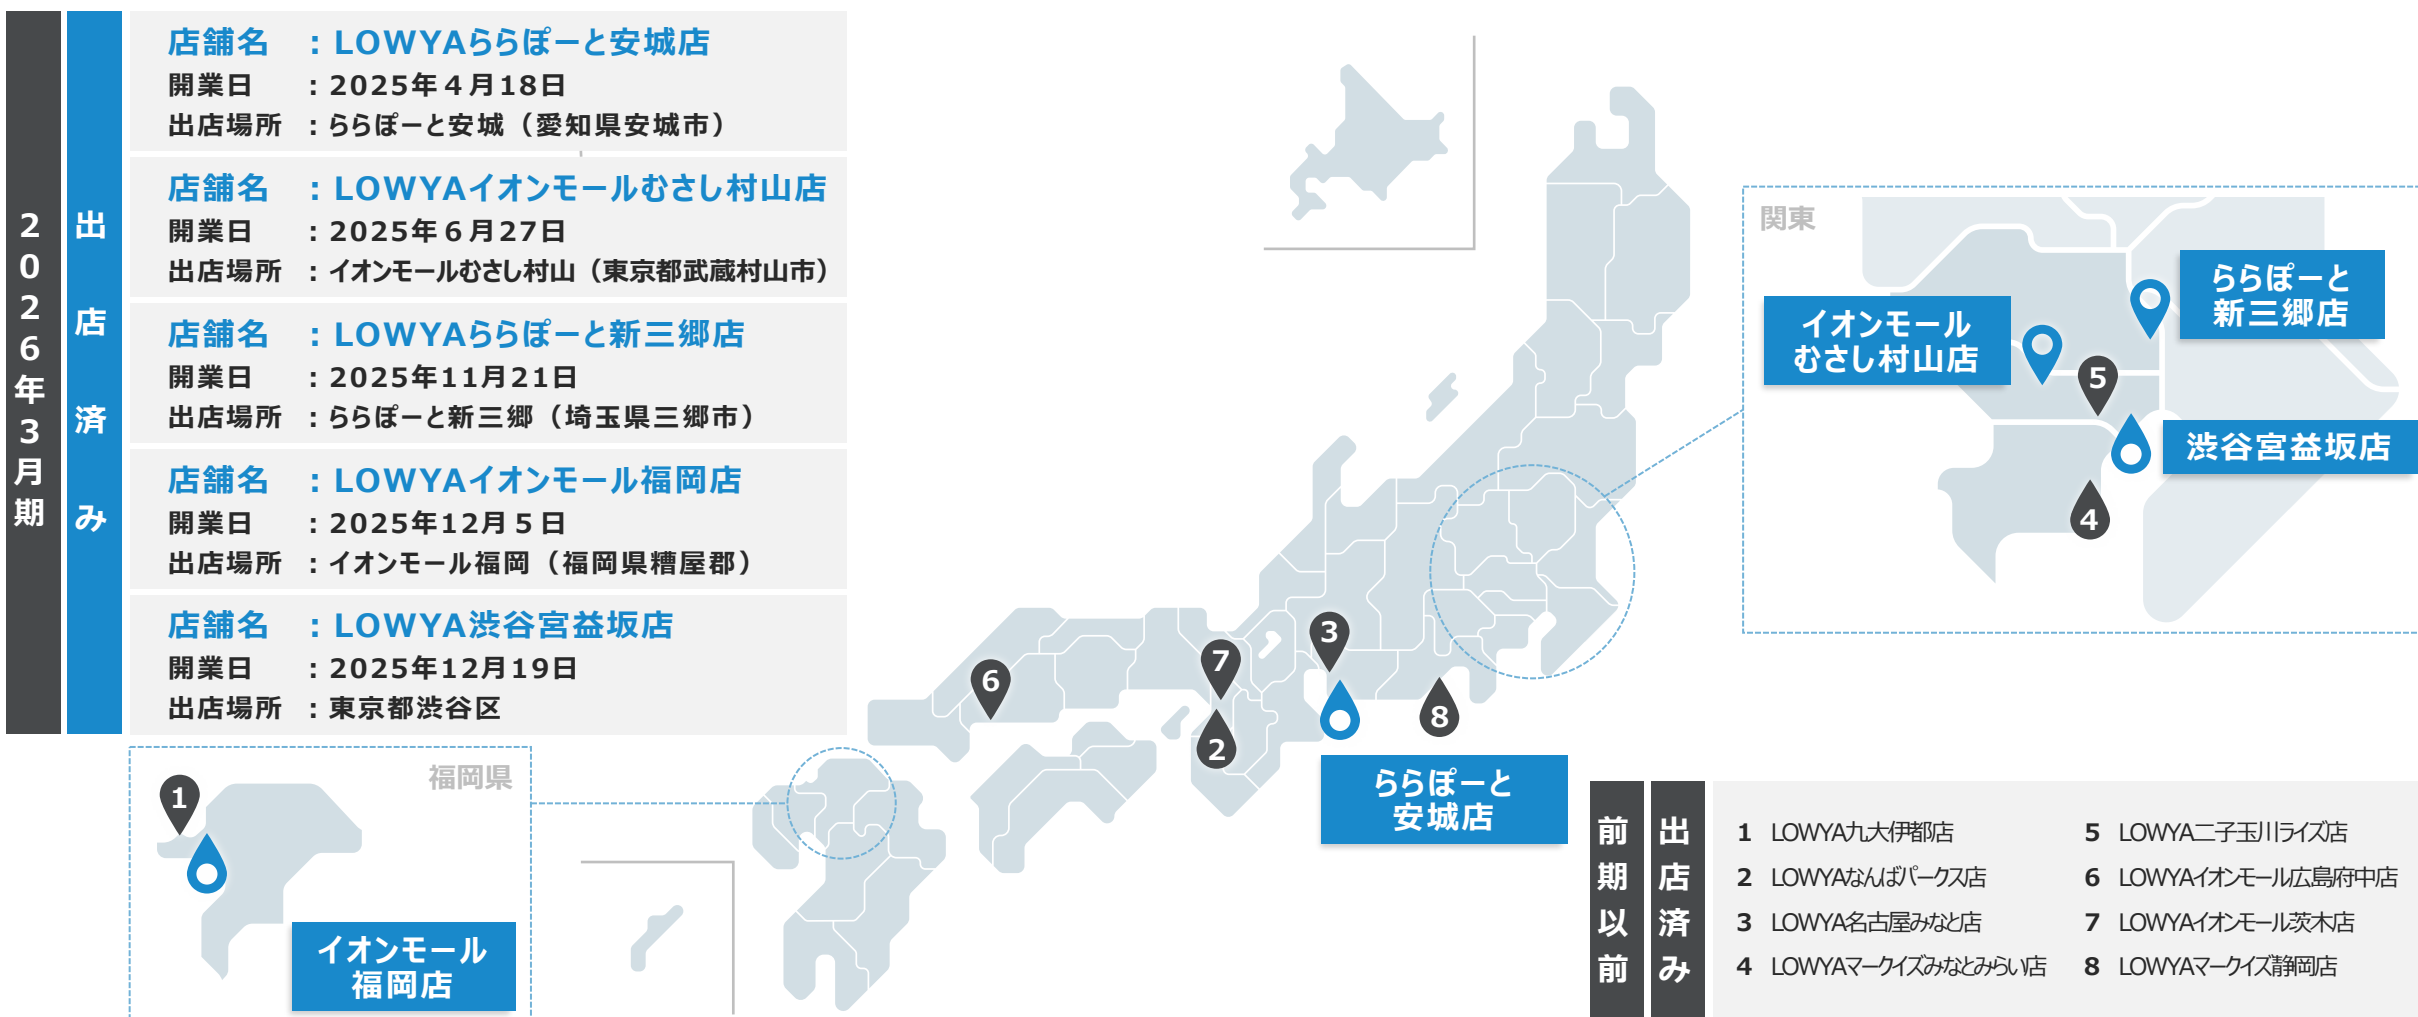 2026年3月期
出店済み
店舗名 : LOWYAららぽーと安城店
開業日 : 2025年4月18日
出店場所 : ららぽーと安城（愛知県安城市）
店舗名 : LOWYAイオンモールむさし村山店
開業日 : 2025年6月27日
出店場所 : イオンモールむさし村山（東京都武蔵村山市）
店舗名 : LOWYAららぽーと新三郷店
開業日 : 2025年11月21日
出店場所 : ららぽーと新三郷（埼玉県三郷市）
店舗名 : LOWYAイオンモール福岡店
開業日 : 2025年12月5日
出店場所 : イオンモール福岡（福岡県糟屋郡）
店舗名 : LOWYA渋谷宮益坂店
開業日 : 2025年12月19日
出店場所 : 東京都渋谷区
関東
ららぽーと
新三郷店
イオンモール
むさし村山店
5
渋谷宮益坂店
4
3
7
6
8
2
ららぽーと
安城店
福岡県
1
イオンモール
福岡店
前期以前
出店済み
1 LOWYA九大伊都店
2 LOWYAなんばパークス店
3 LOWYA名古屋みなと店
4 LOWYAマークイズみなとみらい店
5 LOWYA二子玉川ライズ店
6 LOWYAイオンモール広島府中店
7 LOWYAイオンモール茨木店
8 LOWYAマークイズ静岡店